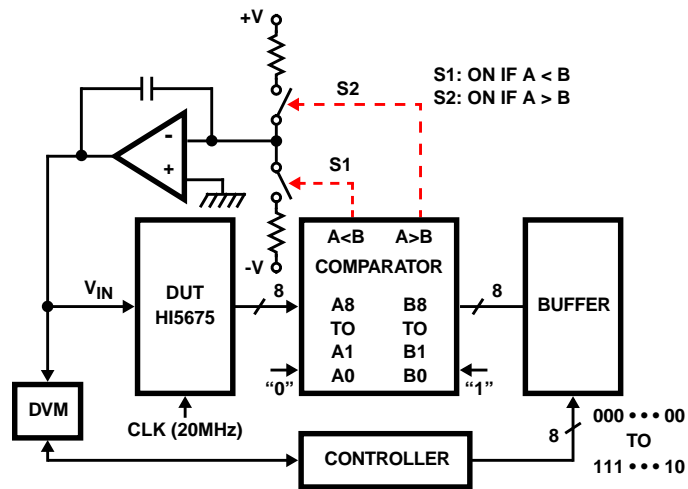 +V
S1: ON IF A < B
S2: ON IF A > B
S2
-
+
S1
-V
A<B A>B
COMPARATOR
A8 B8
TO TO
A1 B1
A0 B0
VIN
DUT
HI5675
8
8
BUFFER
"0"
"1"
DVM
CLK (20MHz)
CONTROLLER
8
000 • • • 00
TO
111 • • • 10